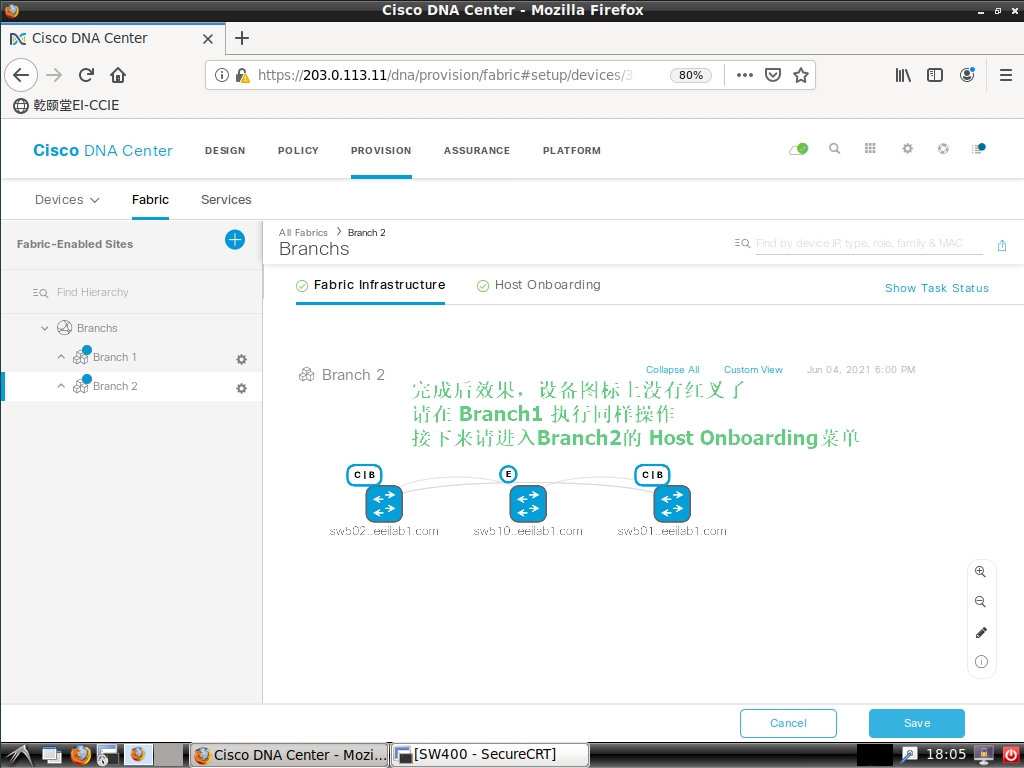 Cisco DNA Center - Mozilla Firefox
Cisco DNA Center
https://203.0.113.11/dna/provision/fabric#setup/devices/3
80%
乾颐堂EI-CCIE
Cisco DNA Center
DESIGN
POLICY
PROVISION
ASSURANCE
PLATFORM
Devices
Fabric
Services
Fabric-Enabled Sites
All Fabrics > Branch 2
Branchs
Find by device IP, type, role, family & MAC
Find Hierarchy
Fabric Infrastructure
Host Onboarding
Show Task Status
Branchs
Branch 1
Branch 2
Branch 2
Collapse All
Custom View
Jun 04, 2021 6:00 PM
完成后效果，设备图标上没有红叉了
请在 Branch1 执行同样操作
接下来请进入Branch2的 Host Onboarding菜单
C | B
E
C | B
sw502...eeilab1.com
sw510...eeilab1.com
sw501...eeilab1.com
Cancel
Save
Cisco DNA Center - Mozi...
[SW400 - SecureCRT]
18:05